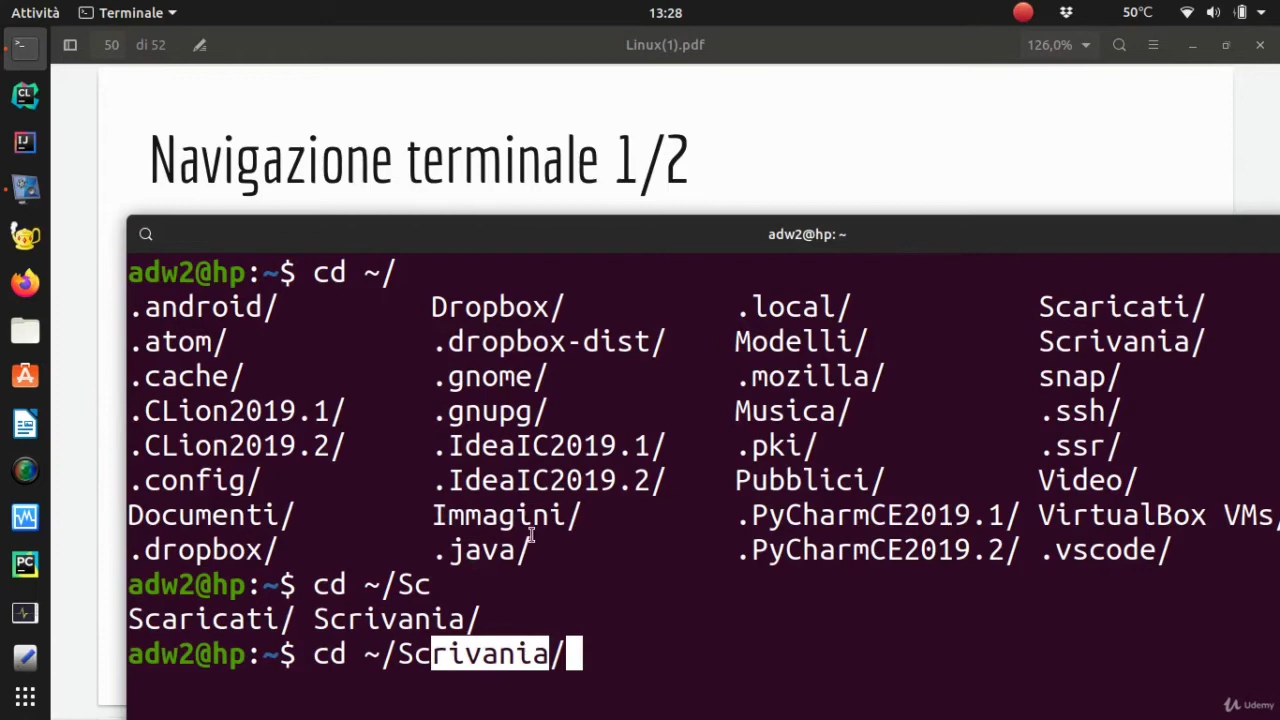 Attività Terminale 13:28 50°C
50 di 52 Linux(1).pdf 126,0%
Navigazione terminale 1/2
adw2@hp: ~
adw2@hp:~$ cd ~/
.android/ Dropbox/ .local/ Scaricati/
.atom/ .dropbox-dist/ Modelli/ Scrivania/
.cache/ .gnome/ .mozilla/ snap/
.CLion2019.1/ .gnupg/ Musica/ .ssh/
.CLion2019.2/ .IdeaIC2019.1/ .pki/ .ssr/
.config/ .IdeaIC2019.2/ Pubblici/ Video/
Documenti/ Immagini/ .PyCharmCE2019.1/ VirtualBox VMs/
.dropbox/ .java/ .PyCharmCE2019.2/ .vscode/
adw2@hp:~$ cd ~/Sc
Scaricati/ Scrivania/
adw2@hp:~$ cd ~/Scrivania/
CL
IJ
PC
Udemy